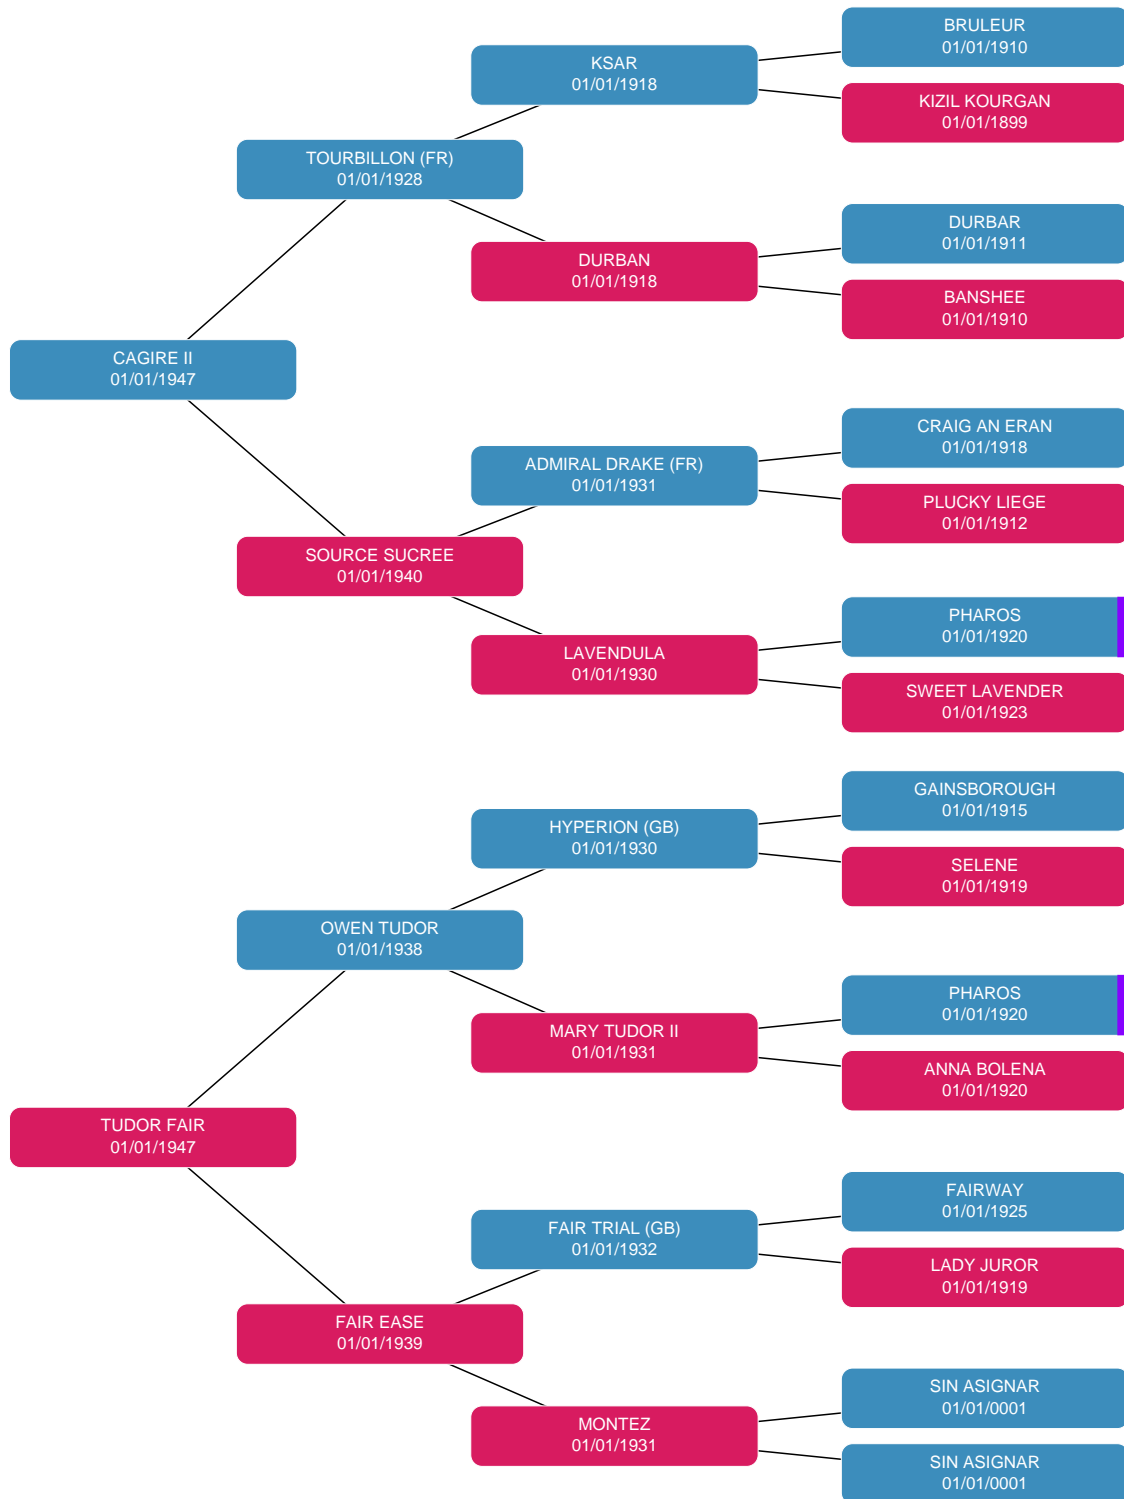 BRULEUR
01/01/1910
KSAR
01/01/1918
KIZIL KOURGAN
01/01/1899
TOURBILLON (FR)
01/01/1928
DURBAR
01/01/1911
DURBAN
01/01/1918
BANSHEE
01/01/1910
CAGIRE II
01/01/1947
CRAIG AN ERAN
01/01/1918
ADMIRAL DRAKE (FR)
01/01/1931
PLUCKY LIEGE
01/01/1912
SOURCE SUCREE
01/01/1940
PHAROS
01/01/1920
LAVENDULA
01/01/1930
SWEET LAVENDER
01/01/1923
GAINSBOROUGH
01/01/1915
HYPERION (GB)
01/01/1930
SELENE
01/01/1919
OWEN TUDOR
01/01/1938
PHAROS
01/01/1920
MARY TUDOR II
01/01/1931
ANNA BOLENA
01/01/1920
TUDOR FAIR
01/01/1947
FAIRWAY
01/01/1925
FAIR TRIAL (GB)
01/01/1932
LADY JUROR
01/01/1919
FAIR EASE
01/01/1939
SIN ASIGNAR
01/01/0001
MONTEZ
01/01/1931
SIN ASIGNAR
01/01/0001